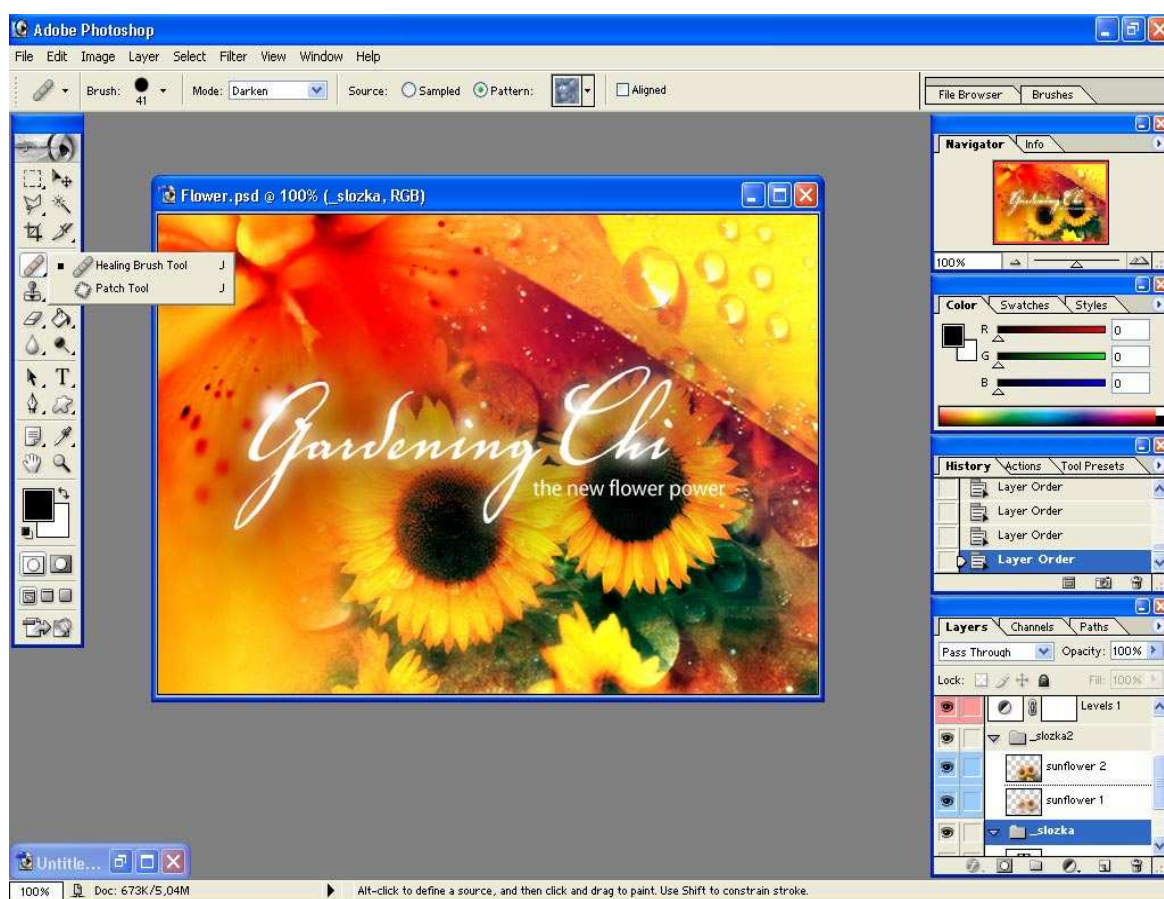 Adobe Photoshop
File Edit Image Layer Select Filter View Window Help
Brush: 41 Mode: Darken Source: Sampled Pattern: Aligned
File Browser Brushes
Navigator Info
Gardening Chi
100%
Flower.psd @ 100% (_slozka, RGB)
Healing Brush Tool J
Patch Tool J
Gardening Chi
the new flower power
Color Swatches Styles
R 0
G 0
B 0
History Actions Tool Presets
Layer Order
Layer Order
Layer Order
Layer Order
Layers Channels Paths
Pass Through Opacity: 100%
Lock: Fill: 100%
Levels 1
_slozka2
sunflower 2
sunflower 1
_slozka
T
Untitle...
100% Doc: 673K/5,04M Alt-click to define a source, and then click and drag to paint. Use Shift to constrain stroke.